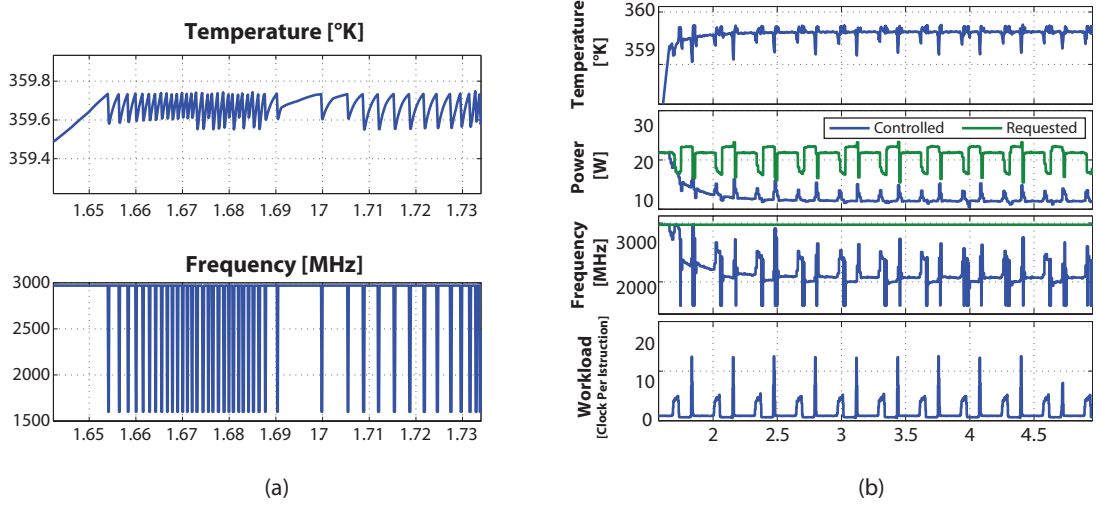 Temperature [°K]
359.8
359.6
359.4
1.65 1.66 1.67 1.68 1.69 17 1.71 1.72 1.73
Frequency [MHz]
3000
2500
2000
1500
1.65 1.66 1.67 1.68 1.69 17 1.71 1.72 1.73
(a)
Temperature
[°K]
360
359
Power
[W]
30
20
10
Controlled Requested
Frequency
[MHz]
3000
2000
Workload
[Clock Per Istruction]
20
10
0
2 2.5 3 3.5 4 4.5
(b)